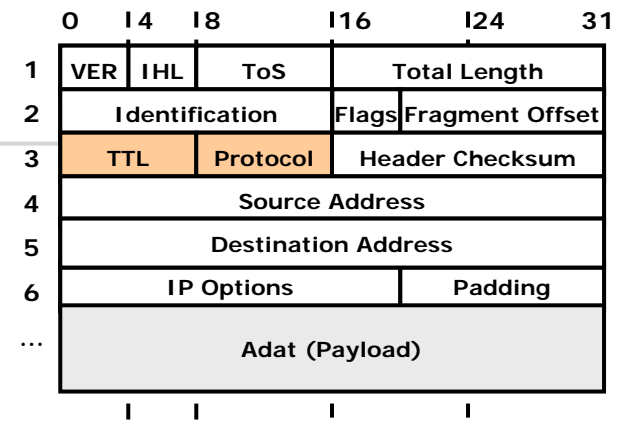 0 4 8 16 24 31
1 VER IHL ToS Total Length
2 Identification Flags Fragment Offset
3 TTL Protocol Header Checksum
4 Source Address
5 Destination Address
6 IP Options Padding
... Adat (Payload)